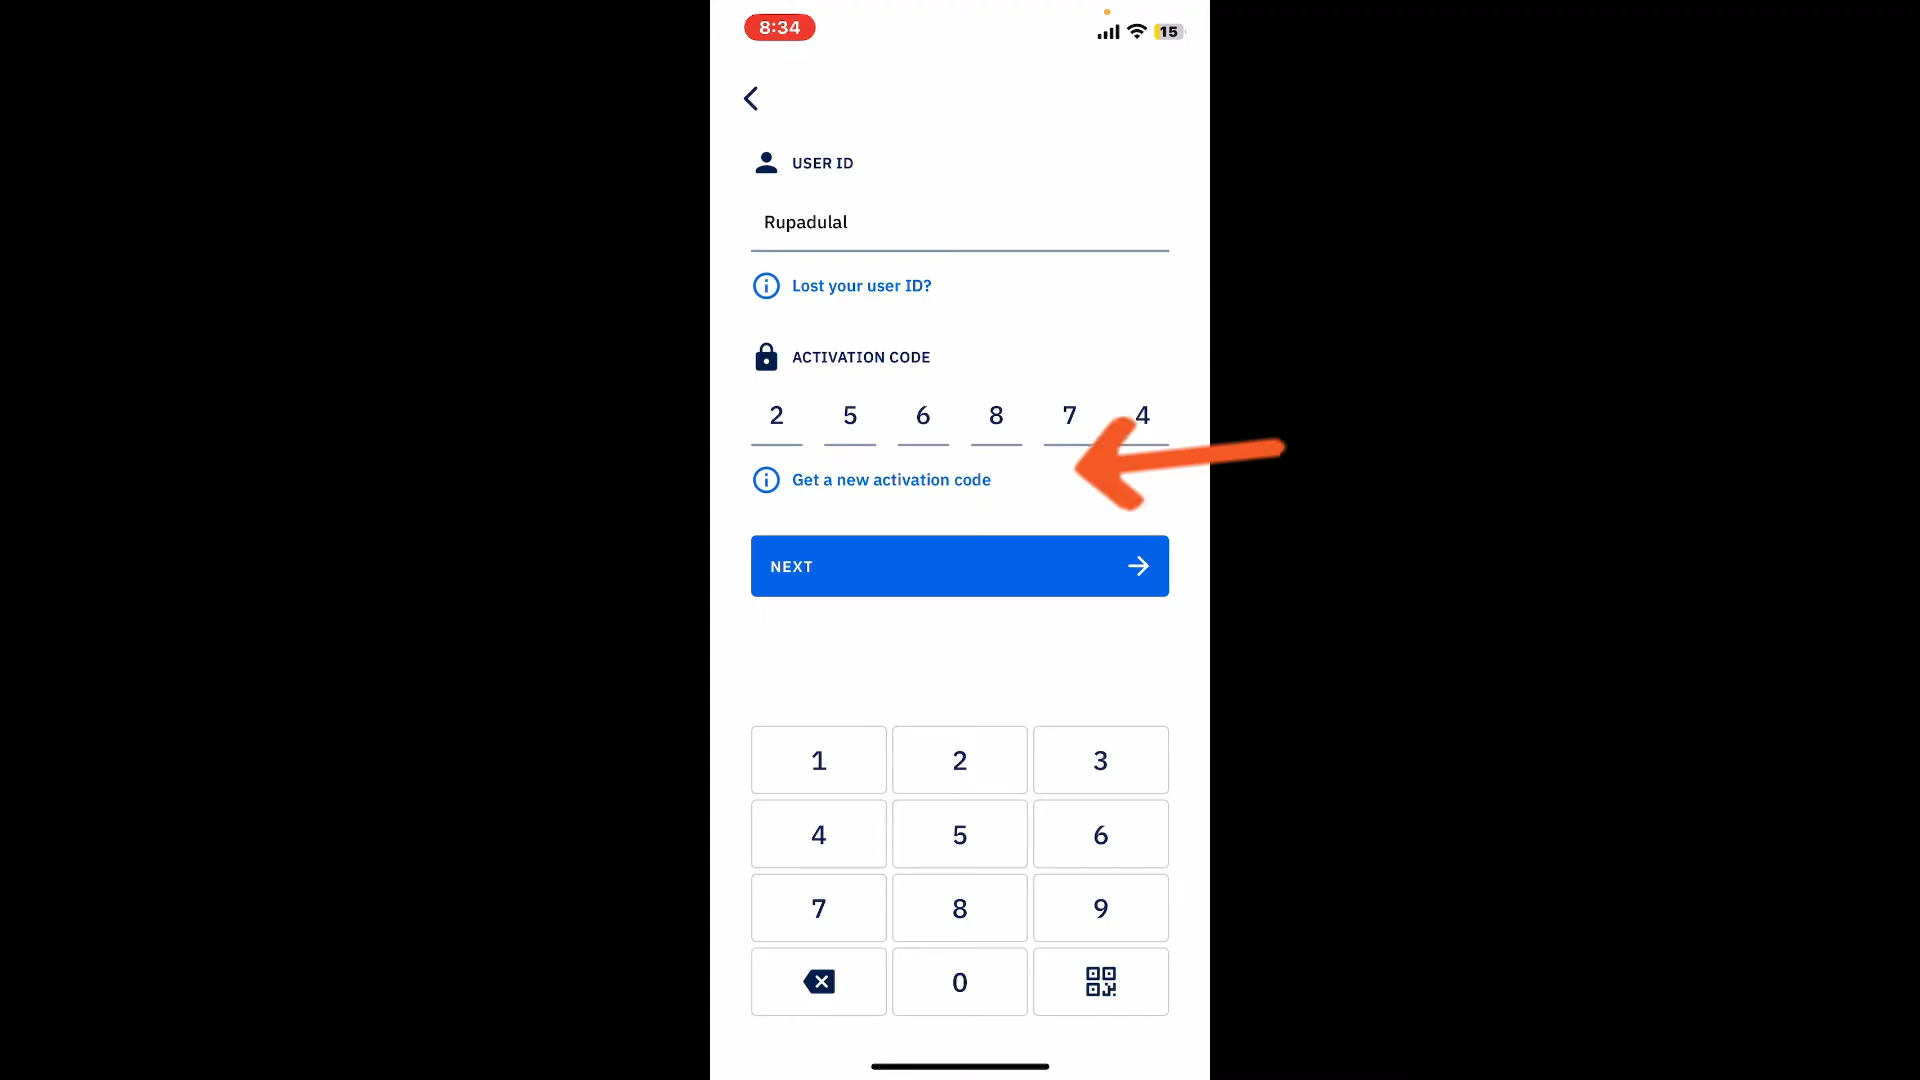 8:34
15
USER ID
Rupadulal
Lost your user ID?
ACTIVATION CODE
2 5 6 8 7 4
Get a new activation code
NEXT
1 2 3
4 5 6
7 8 9
0